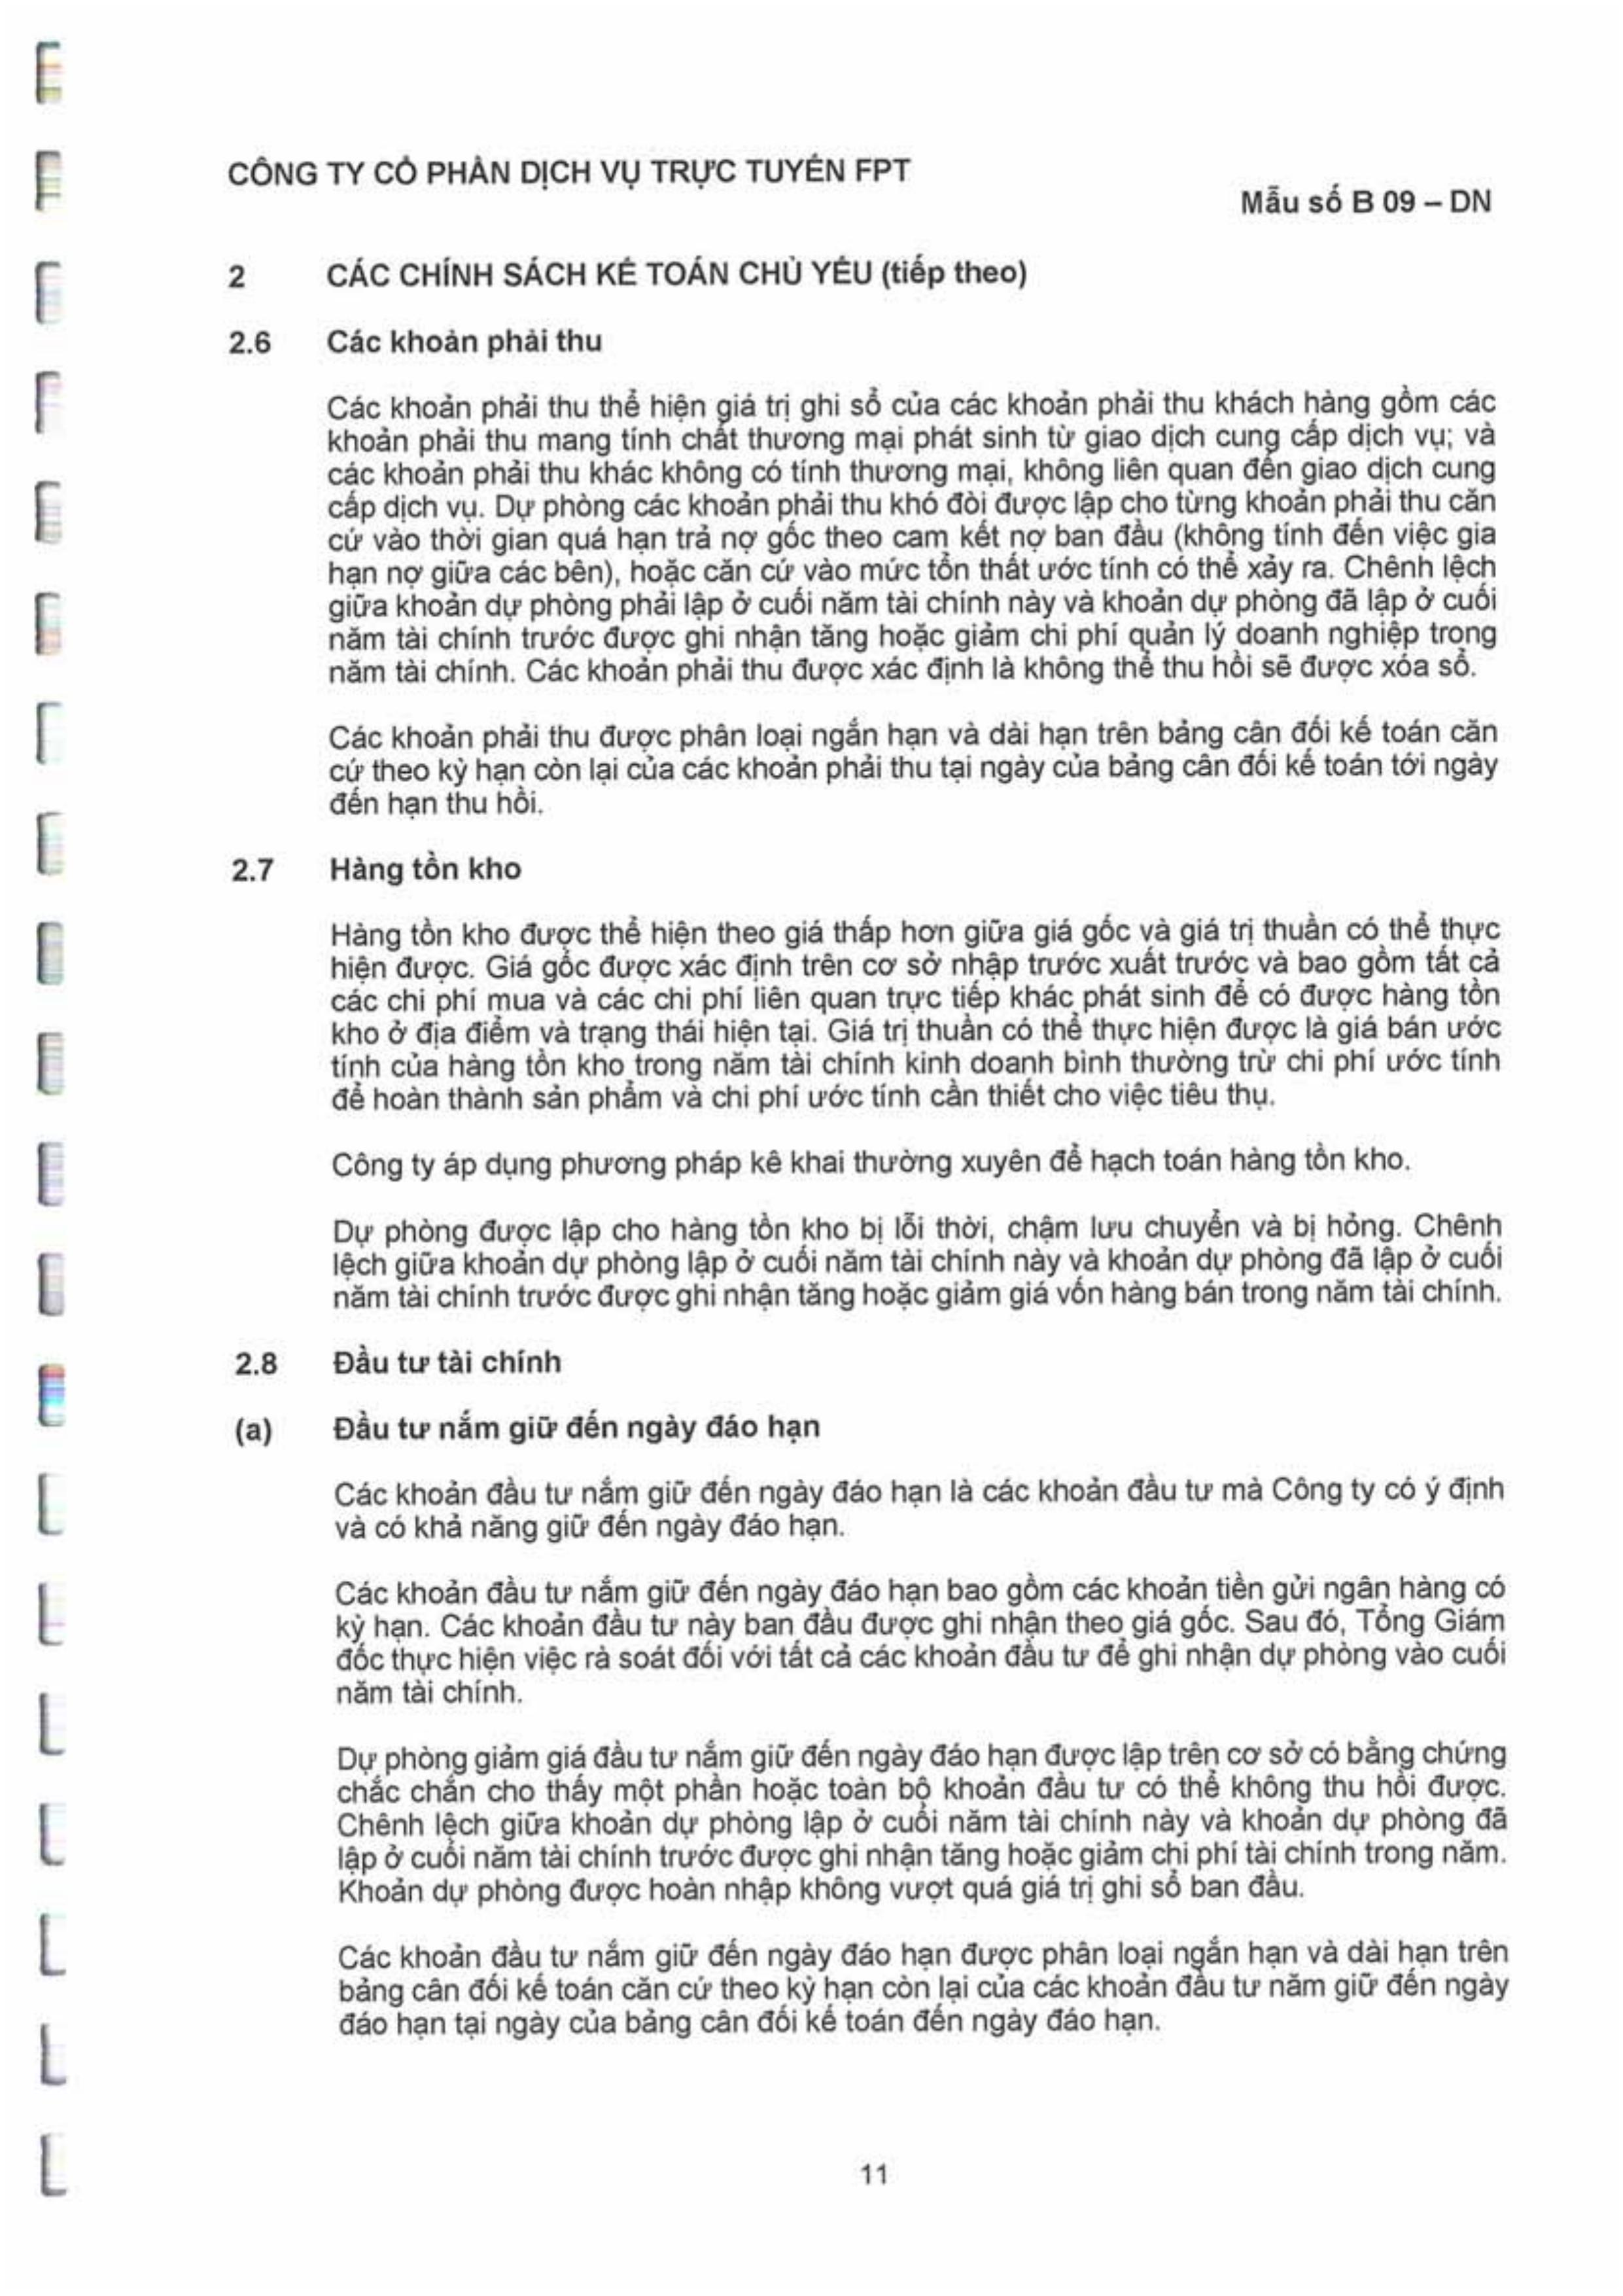 CÔNG TY CỔ PHẦN DỊCH VỤ TRỰC TUYẾN FPT
Mẫu số B 09 – DN
2 CÁC CHÍNH SÁCH KẾ TOÁN CHỦ YẾU (tiếp theo)
2.6 Các khoản phải thu
Các khoản phải thu thể hiện giá trị ghi sổ của các khoản phải thu khách hàng gồm các
khoản phải thu mang tính chất thương mại phát sinh từ giao dịch cung cấp dịch vụ; và
các khoản phải thu khác không có tính thương mại, không liên quan đến giao dịch cung
cấp dịch vụ. Dự phòng các khoản phải thu khó đòi được lập cho từng khoản phải thu căn
cứ vào thời gian quá hạn trả nợ gốc theo cam kết nợ ban đầu (không tính đến việc gia
hạn nợ giữa các bên), hoặc căn cứ vào mức tổn thất ước tính có thể xảy ra. Chênh lệch
giữa khoản dự phòng phải lập ở cuối năm tài chính này và khoản dự phòng đã lập ở cuối
năm tài chính trước được ghi nhận tăng hoặc giảm chi phí quản lý doanh nghiệp trong
năm tài chính. Các khoản phải thu được xác định là không thể thu hồi sẽ được xóa sổ.
Các khoản phải thu được phân loại ngắn hạn và dài hạn trên bảng cân đối kế toán căn
cứ theo kỳ hạn còn lại của các khoản phải thu tại ngày của bảng cân đối kế toán tới ngày
đến hạn thu hồi.
2.7 Hàng tồn kho
Hàng tồn kho được thể hiện theo giá thấp hơn giữa giá gốc và giá trị thuần có thể thực
hiện được. Giá gốc được xác định trên cơ sở nhập trước xuất trước và bao gồm tất cả
các chi phí mua và các chi phí liên quan trực tiếp khác phát sinh để có được hàng tồn
kho ở địa điểm và trạng thái hiện tại. Giá trị thuần có thể thực hiện được là giá bán ước
tính của hàng tồn kho trong năm tài chính kinh doanh bình thường trừ chi phí ước tính
để hoàn thành sản phẩm và chi phí ước tính cần thiết cho việc tiêu thụ.
Công ty áp dụng phương pháp kê khai thường xuyên để hạch toán hàng tồn kho.
Dự phòng được lập cho hàng tồn kho bị lỗi thời, chậm lưu chuyển và bị hỏng. Chênh
lệch giữa khoản dự phòng lập ở cuối năm tài chính này và khoản dự phòng đã lập ở cuối
năm tài chính trước được ghi nhận tăng hoặc giảm giá vốn hàng bán trong năm tài chính.
2.8 Đầu tư tài chính
(a) Đầu tư nắm giữ đến ngày đáo hạn
Các khoản đầu tư nắm giữ đến ngày đáo hạn là các khoản đầu tư mà Công ty có ý định
và có khả năng giữ đến ngày đáo hạn.
Các khoản đầu tư nắm giữ đến ngày đáo hạn bao gồm các khoản tiền gửi ngân hàng có
kỳ hạn. Các khoản đầu tư này ban đầu được ghi nhận theo giá gốc. Sau đó, Tổng Giám
đốc thực hiện việc rà soát đối với tất cả các khoản đầu tư để ghi nhận dự phòng vào cuối
năm tài chính.
Dự phòng giảm giá đầu tư nắm giữ đến ngày đáo hạn được lập trên cơ sở có bằng chứng
chắc chắn cho thấy một phần hoặc toàn bộ khoản đầu tư có thể không thu hồi được.
Chênh lệch giữa khoản dự phòng lập ở cuối năm tài chính này và khoản dự phòng đã
lập ở cuối năm tài chính trước được ghi nhận tăng hoặc giảm chi phí tài chính trong năm.
Khoản dự phòng được hoàn nhập không vượt quá giá trị ghi sổ ban đầu.
Các khoản đầu tư nắm giữ đến ngày đáo hạn được phân loại ngắn hạn và dài hạn trên
bảng cân đối kế toán căn cứ theo kỳ hạn còn lại của các khoản đầu tư năm giữ đến ngày
đáo hạn tại ngày của bảng cân đối kế toán đến ngày đáo hạn.
11